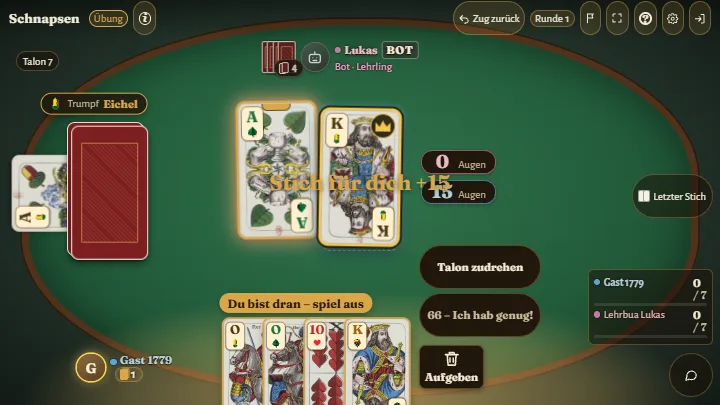 Schnapsen
Übung
Zug zurück
Runde 1
Talon 7
4
Lukas BOT
Bot · Lehrling
Trumpf Eichel
A
A
A
K
K
Stich für dich +15
0 Augen
15 Augen
Letzter Stich
Talon zudrehen
66 – Ich hab genug!
Aufgeben
Gast 1779 0 / 7
Lehrbua Lukas 0 / 7
Du bist dran – spiel aus
O
O
10
K
G
Gast 1779
1